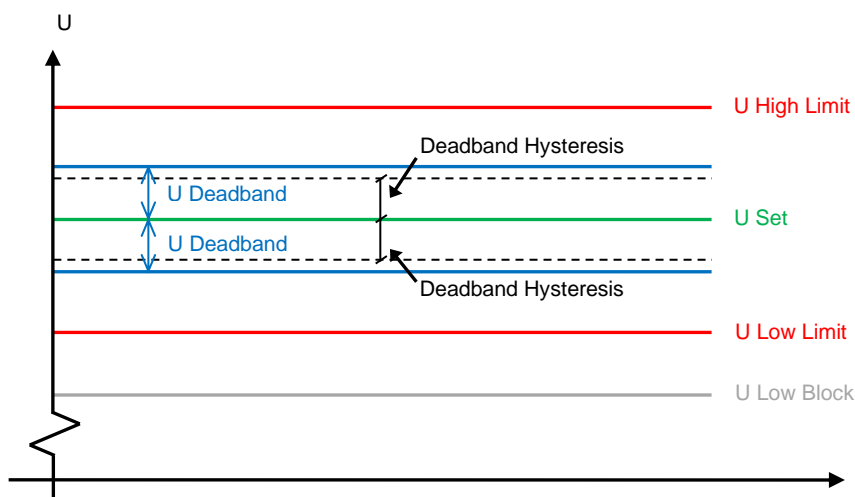 U
U High Limit
Deadband Hysteresis
U Deadband
U Set
U Deadband
Deadband Hysteresis
U Low Limit
U Low Block